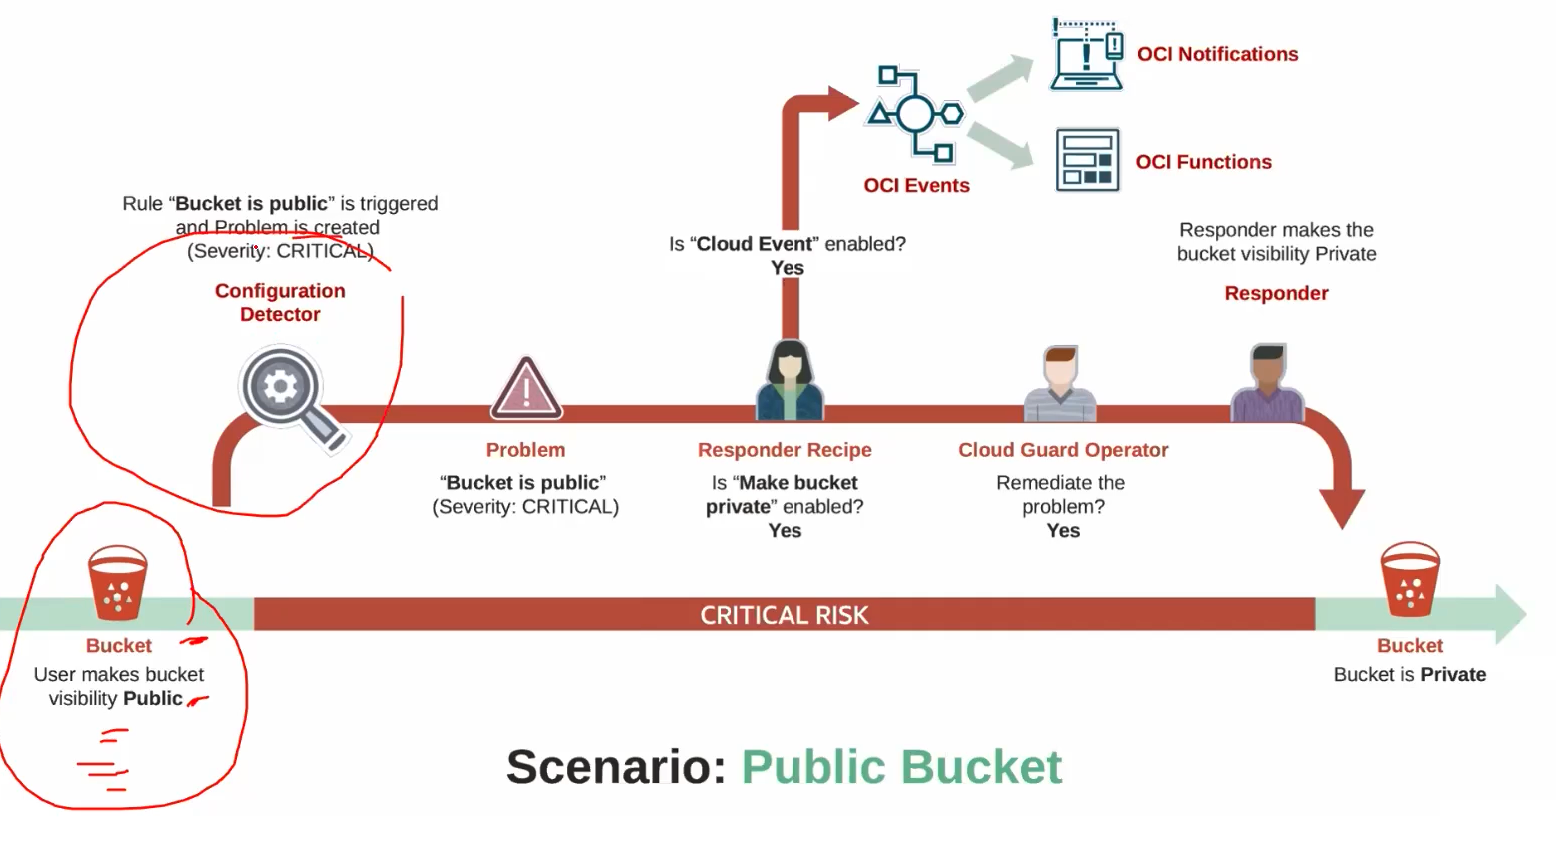 OCI Notifications
OCI Functions
OCI Events
Rule “Bucket is public” is triggered
and Problem is created
(Severity: CRITICAL)
Configuration
Detector
Is “Cloud Event” enabled?
Yes
Responder makes the
bucket visibility Private
Responder
Problem
“Bucket is public”
(Severity: CRITICAL)
Responder Recipe
Is “Make bucket
private” enabled?
Yes
Cloud Guard Operator
Remediate the
problem?
Yes
CRITICAL RISK
Bucket
User makes bucket
visibility Public
Bucket
Bucket is Private
Scenario: Public Bucket